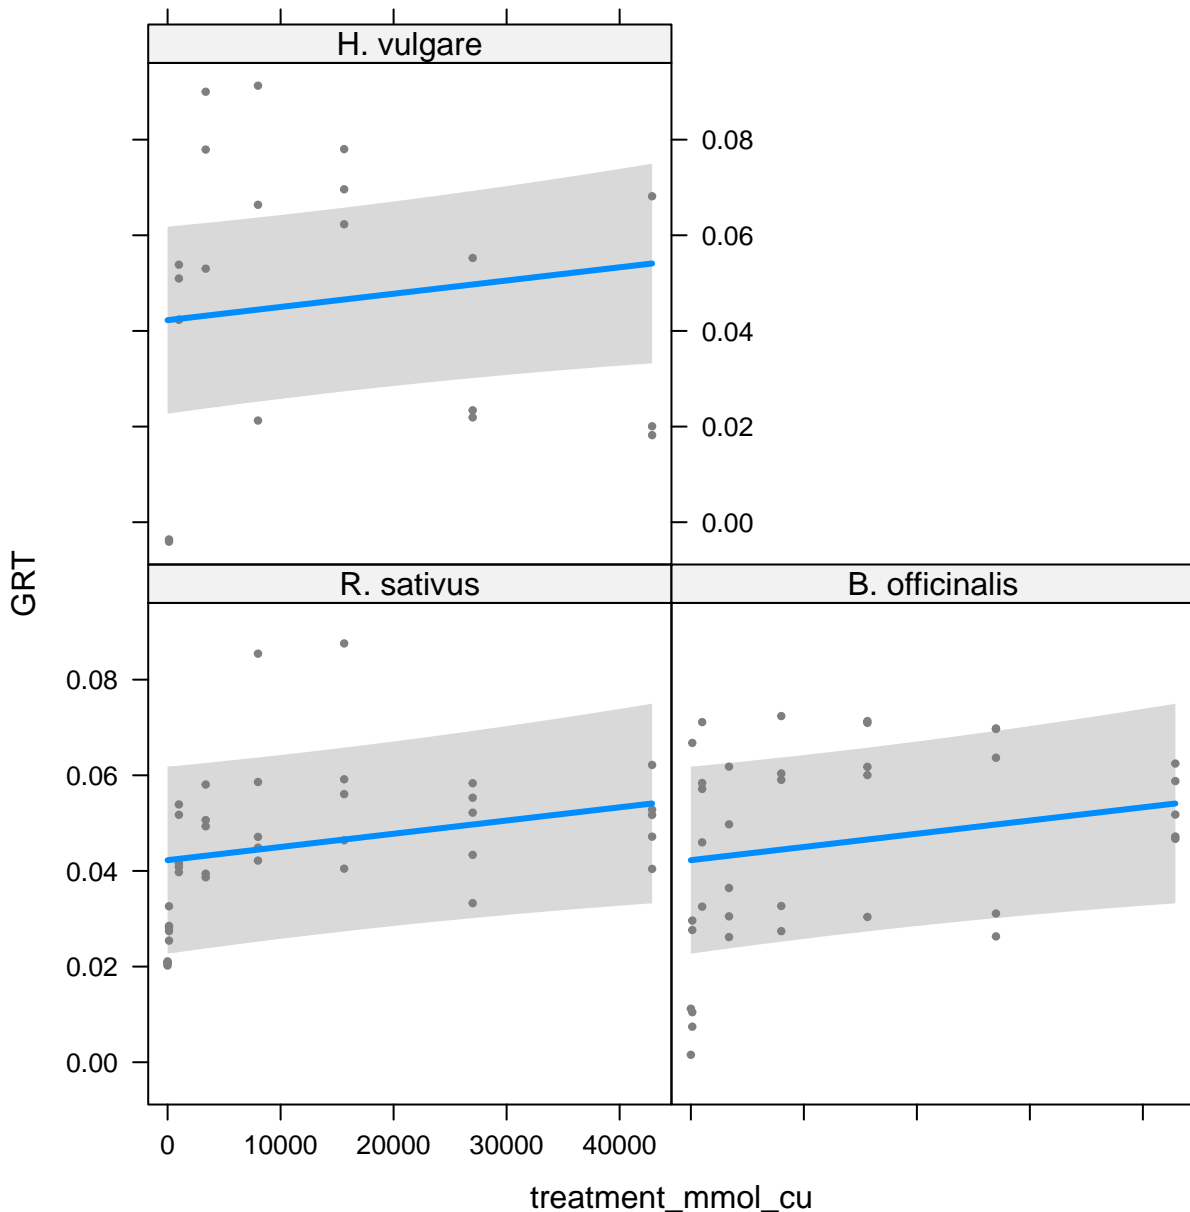 H. vulgare
0.08
0.06
0.04
0.02
0.00
GRT
R. sativus
B. officinalis
0.08
0.06
0.04
0.02
0.00
0 10000 20000 30000 40000
treatment_mmol_cu